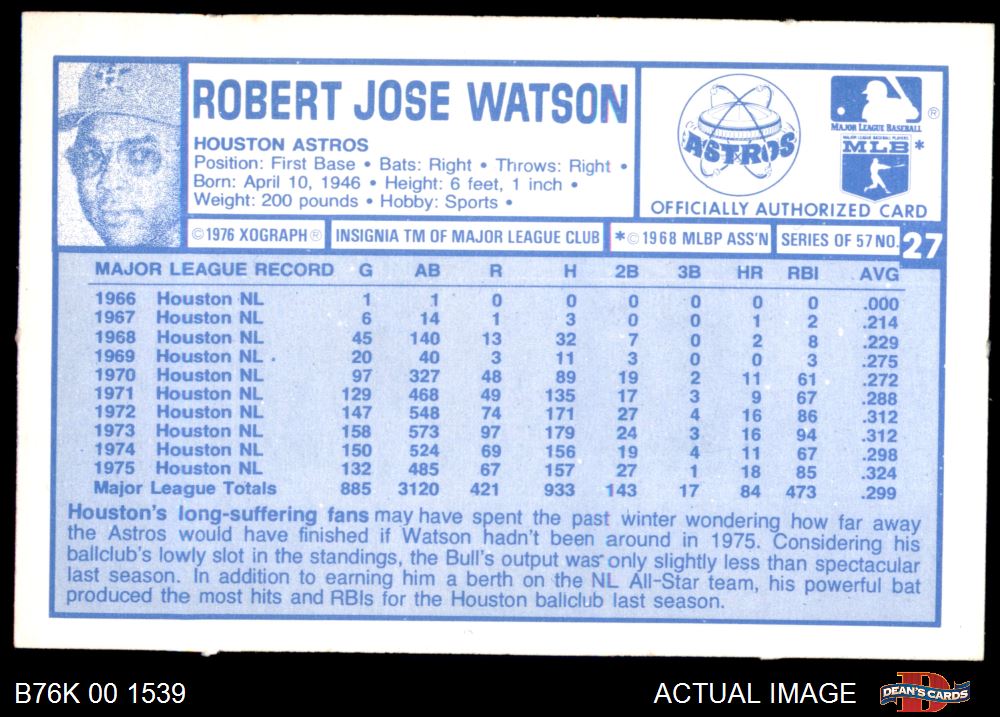 ROBERT JOSE WATSON
HOUSTON ASTROS
Position: First Base • Bats: Right • Throws: Right •
Born: April 10, 1946 • Height: 6 feet, 1 inch •
Weight: 200 pounds • Hobby: Sports •
ASTROS
MAJOR LEAGUE BASEBALL ®
MAJOR LEAGUE BASEBALL PLAYERS
MLB *
OFFICIALLY AUTHORIZED CARD
©1976 XOGRAPH® INSIGNIA TM OF MAJOR LEAGUE CLUB *©1968 MLBP ASS'N SERIES OF 57 NO. 27
MAJOR LEAGUE RECORD G AB R H 2B 3B HR RBI AVG
1966 Houston NL 1 1 0 0 0 0 0 0 .000
1967 Houston NL 6 14 1 3 0 0 1 2 .214
1968 Houston NL 45 140 13 32 7 0 2 8 .229
1969 Houston NL 20 40 3 11 3 0 0 3 .275
1970 Houston NL 97 327 48 89 19 2 11 61 .272
1971 Houston NL 129 468 49 135 17 3 9 67 .288
1972 Houston NL 147 548 74 171 27 4 16 86 .312
1973 Houston NL 158 573 97 179 24 3 16 94 .312
1974 Houston NL 150 524 69 156 19 4 11 67 .298
1975 Houston NL 132 485 67 157 27 1 18 85 .324
Major League Totals 885 3120 421 933 143 17 84 473 .299
Houston's long-suffering fans may have spent the past winter wondering how far away
the Astros would have finished if Watson hadn't been around in 1975. Considering his
ballclub's lowly slot in the standings, the Bull's output was only slightly less than spectacular
last season. In addition to earning him a berth on the NL All-Star team, his powerful bat
produced the most hits and RBIs for the Houston ballclub last season.
B76K 00 1539 ACTUAL IMAGE DEAN'S CARDS